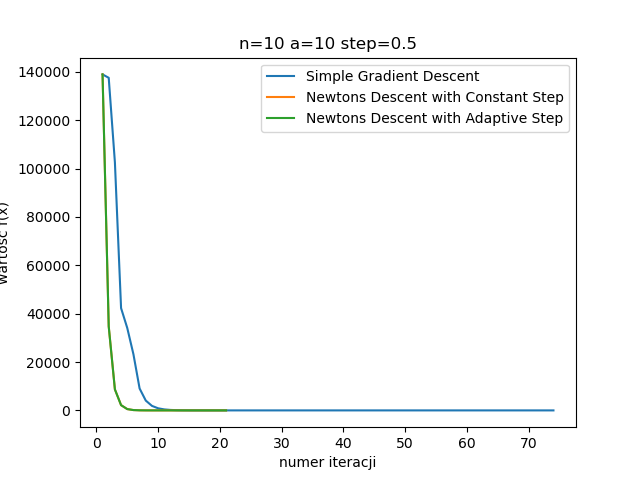 n=10 a=10 step=0.5
Simple Gradient Descent
Newtons Descent with Constant Step
Newtons Descent with Adaptive Step
140000
120000
100000
80000
60000
40000
20000
0
wartość f(x)
0 10 20 30 40 50 60 70
numer iteracji